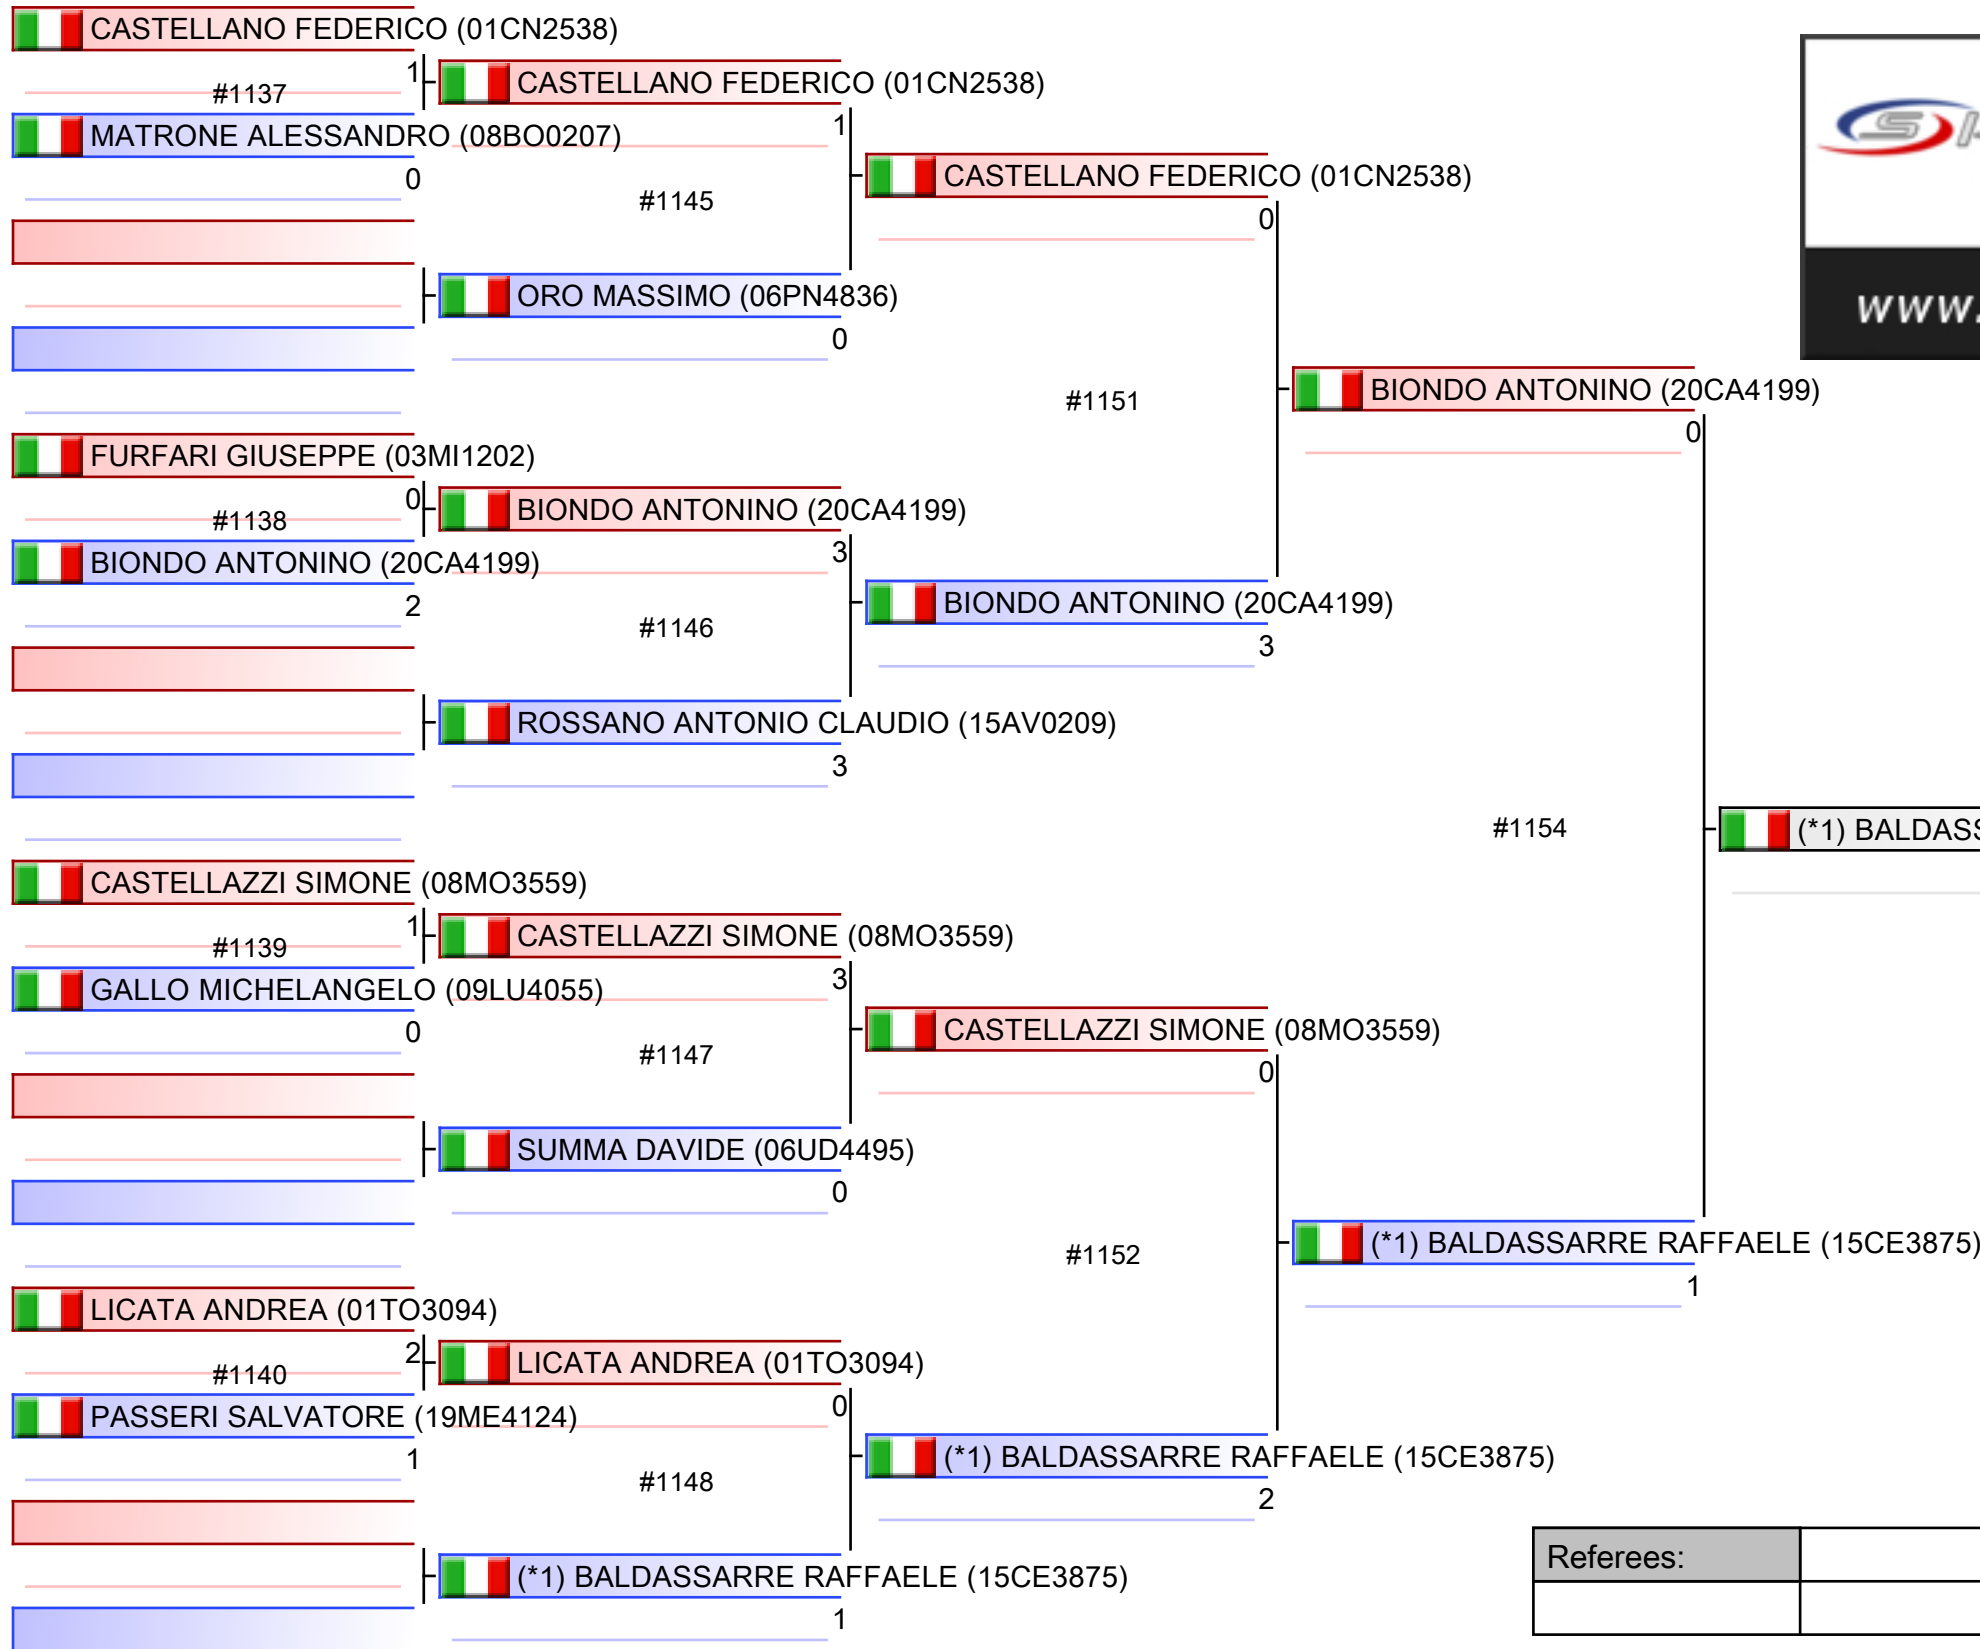 CASTELLANO FEDERICO (01CN2538)
1
#1137
MATRONE ALESSANDRO (08BO0207)
0
CASTELLANO FEDERICO (01CN2538)
1
#1145
ORO MASSIMO (06PN4836)
0
CASTELLANO FEDERICO (01CN2538)
0
#1151
FURFARI GIUSEPPE (03MI1202)
0
#1138
BIONDO ANTONINO (20CA4199)
2
BIONDO ANTONINO (20CA4199)
3
#1146
ROSSANO ANTONIO CLAUDIO (15AV0209)
3
BIONDO ANTONINO (20CA4199)
3
BIONDO ANTONINO (20CA4199)
0
#1154
CASTELLAZZI SIMONE (08MO3559)
1
#1139
GALLO MICHELANGELO (09LU4055)
0
CASTELLAZZI SIMONE (08MO3559)
3
#1147
SUMMA DAVIDE (06UD4495)
0
CASTELLAZZI SIMONE (08MO3559)
0
#1152
LICATA ANDREA (01TO3094)
2
#1140
PASSERI SALVATORE (19ME4124)
1
LICATA ANDREA (01TO3094)
0
#1148
(*1) BALDASSARRE RAFFAELE (15CE3875)
1
(*1) BALDASSARRE RAFFAELE (15CE3875)
2
(*1) BALDASSARRE RAFFAELE (15CE3875)
1
(*1) BALDASS
www.
Referees: